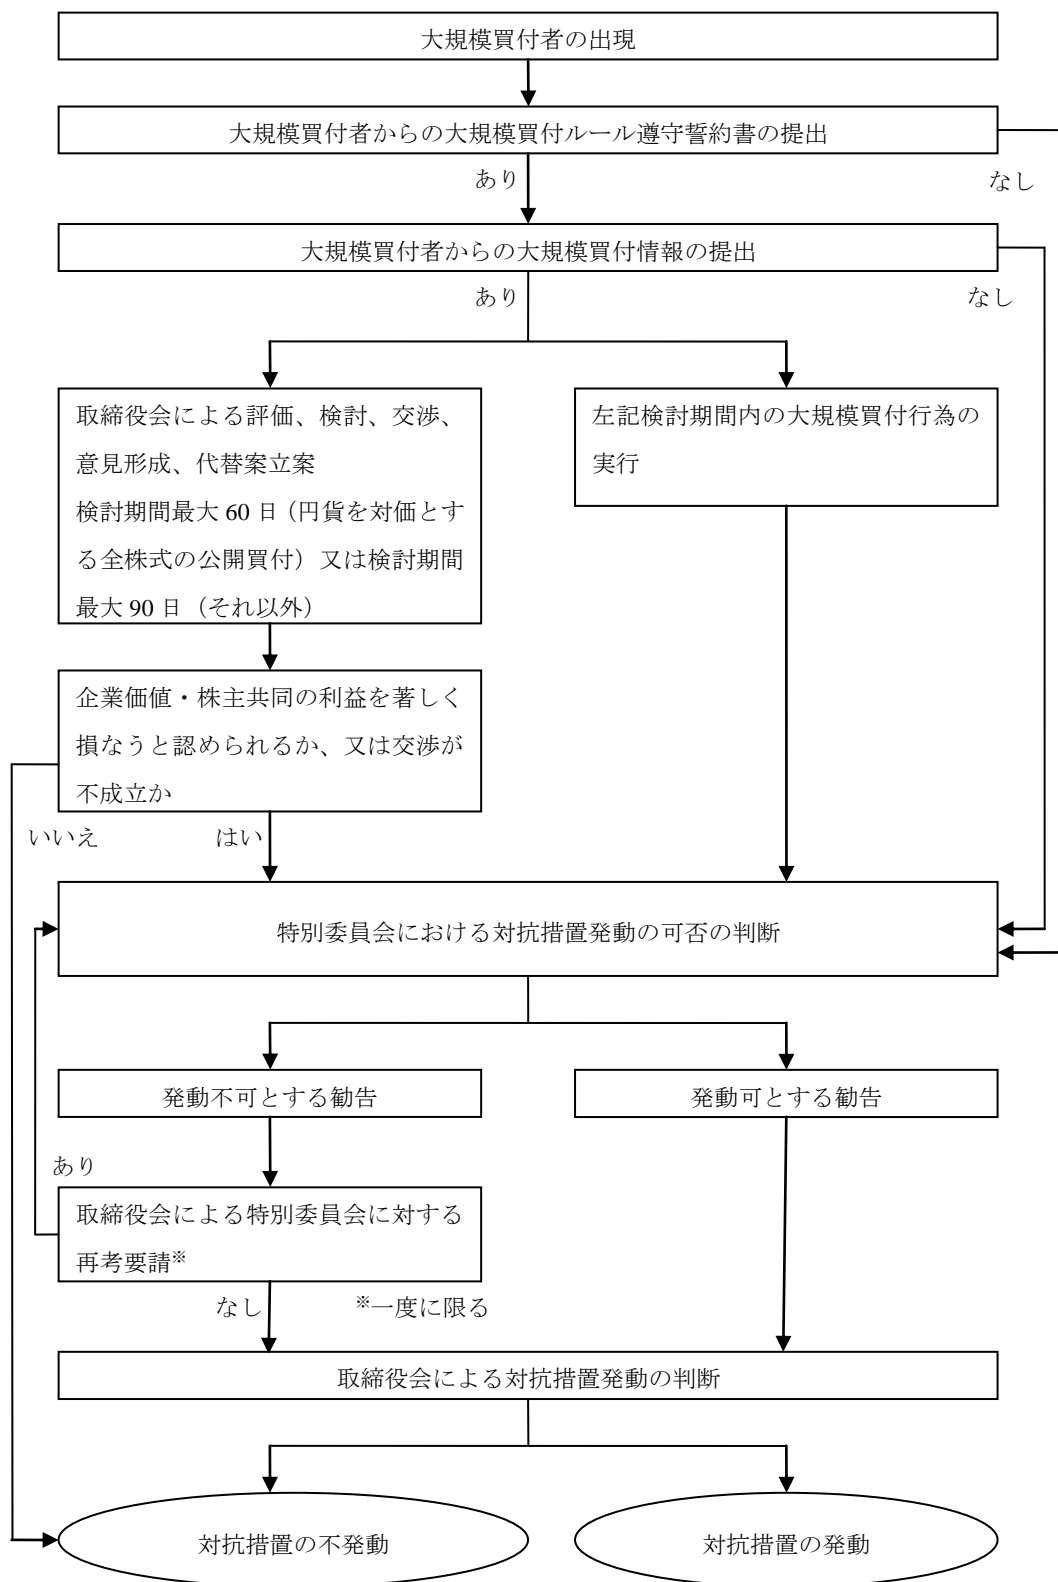 大規模買付者の出現
大規模買付者からの大規模買付ルール遵守誓約書の提出
あり
なし
大規模買付者からの大規模買付情報の提出
あり
なし
取締役会による評価、検討、交渉、
意見形成、代替案立案
検討期間最大 60 日（円貨を対価とす
る全株式の公開買付）又は検討期間
最大 90 日（それ以外）
左記検討期間内の大規模買付行為の
実行
企業価値・株主共同の利益を著しく
損なうと認められるか、又は交渉が
不成立か
いいえ
はい
特別委員会における対抗措置発動の可否の判断
発動不可とする勧告
発動可とする勧告
あり
取締役会による特別委員会に対する
再考要請※
なし
※一度に限る
取締役会による対抗措置発動の判断
対抗措置の不発動
対抗措置の発動